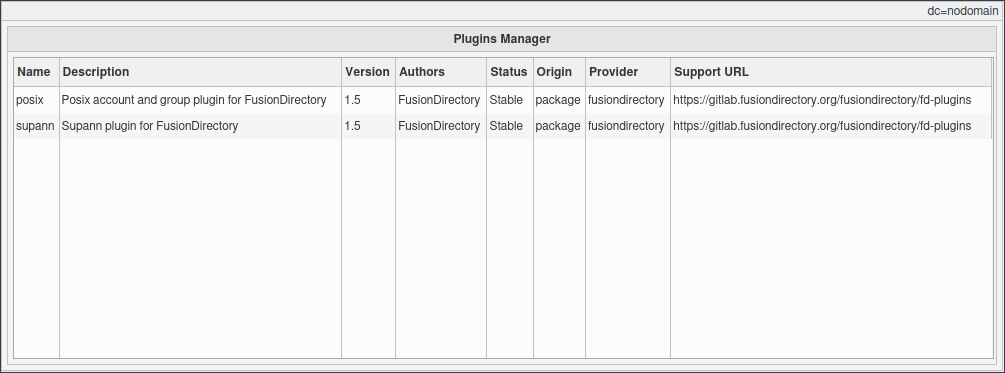 dc=nodomain
Plugins Manager
Name Description Version Authors Status Origin Provider Support URL
posix Posix account and group plugin for FusionDirectory 1.5 FusionDirectory Stable package fusiondirectory https://gitlab.fusiondirectory.org/fusiondirectory/fd-plugins
supann Supann plugin for FusionDirectory 1.5 FusionDirectory Stable package fusiondirectory https://gitlab.fusiondirectory.org/fusiondirectory/fd-plugins